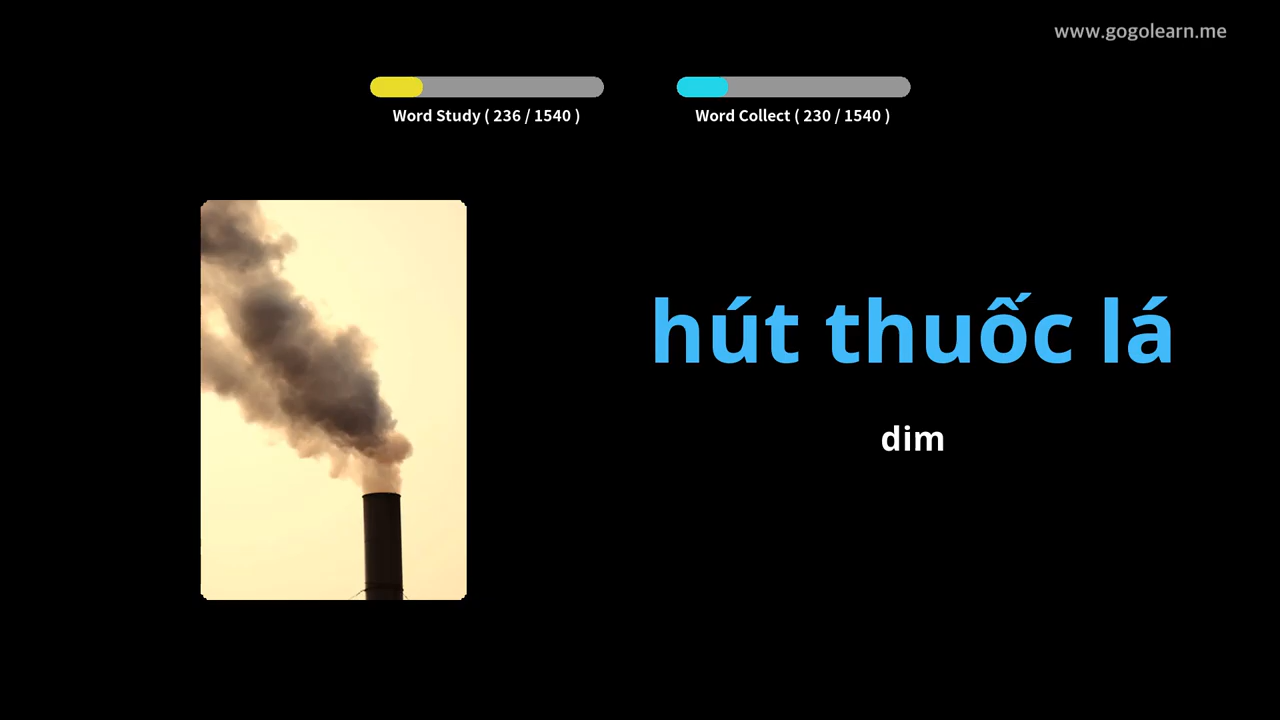 www.gogolearn.me
Word Study ( 236 / 1540 )
Word Collect ( 230 / 1540 )
hút thuốc lá
dim